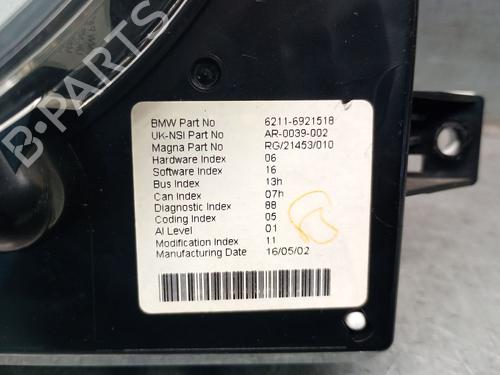 B-PARTS
BMW Part No 6211-6921518
UK-NSI Part No AR-0039-002
Magna Part No RG/21453/010
Hardware Index 06
Software Index 16
Bus Index 13h
Can Index 07h
Diagnostic Index 88
Coding Index 05
AI Level 01
Modification Index 11
Manufacturing Date 16/05/02